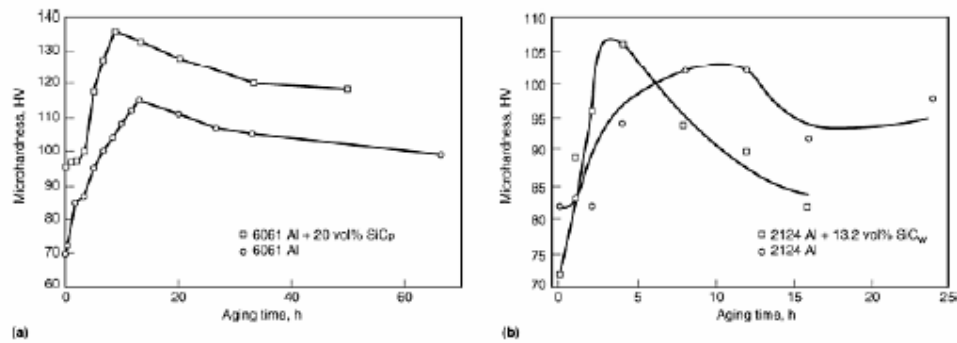 140
130
120
110
100
90
80
70
60
Microhardness, HV
0
20
40
60
Aging time, h
6061 Al + 20 vol% SiCP
6061 Al
(a)
110
105
100
95
90
85
80
75
70
Microhardness, HV
0
5
10
15
20
25
Aging time, h
2124 Al + 13.2 vol% SiCw
2124 Al
(b)